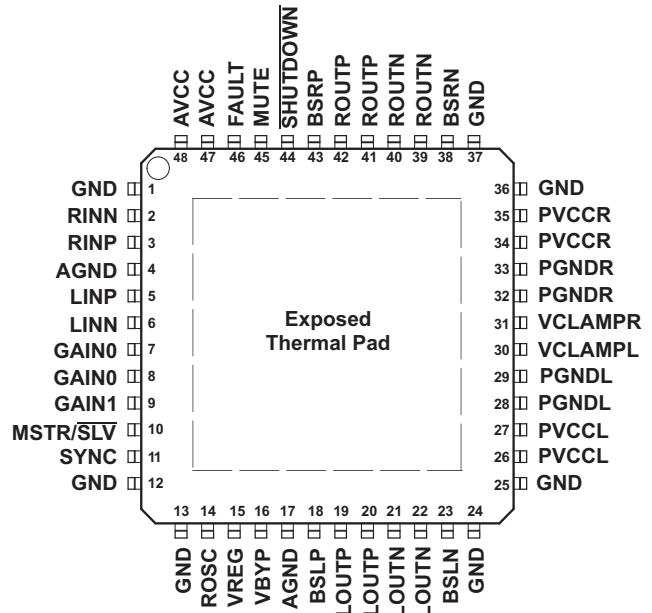 AVCC
AVCC
FAULT
MUTE
SHUTDOWN
BSRP
ROUTP
ROUTP
ROUTN
ROUTN
BSRN
GND
48 47 46 45 44 43 42 41 40 39 38 37
GND 1
RINN 2
RINP 3
AGND 4
LINP 5
LINN 6
GAIN0 7
GAIN0 8
GAIN1 9
MSTR/SLV 10
SYNC 11
GND 12
Exposed
Thermal Pad
36 GND
35 PVCCR
34 PVCCR
33 PGNDR
32 PGNDR
31 VCLAMPR
30 VCLAMPL
29 PGNDL
28 PGNDL
27 PVCCL
26 PVCCL
25 GND
13 14 15 16 17 18 19 20 21 22 23 24
GND
ROSC
VREG
VBYP
AGND
BSLP
LOUTP
LOUTP
LOUTN
LOUTN
BSLN
GND